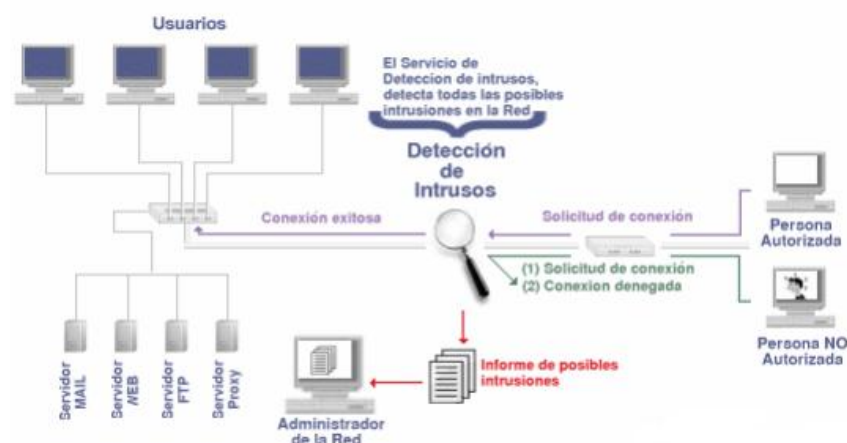 Usuarios
El Servicio de
Deteccion de intrusos,
detecta todas las posibles
intrusiones en la Red
Detección
de
Intrusos
Conexión exitosa
Solicitud de conexión
Persona
Autorizada
(1) Solicitud de conexión
(2) Conexion denegada
Persona NO
Autorizada
Servidor
MAIL
Servidor
WEB
Servidor
FTP
Servidor
Proxy
Informe de posibles
intrusiones
Administrador
de la Red